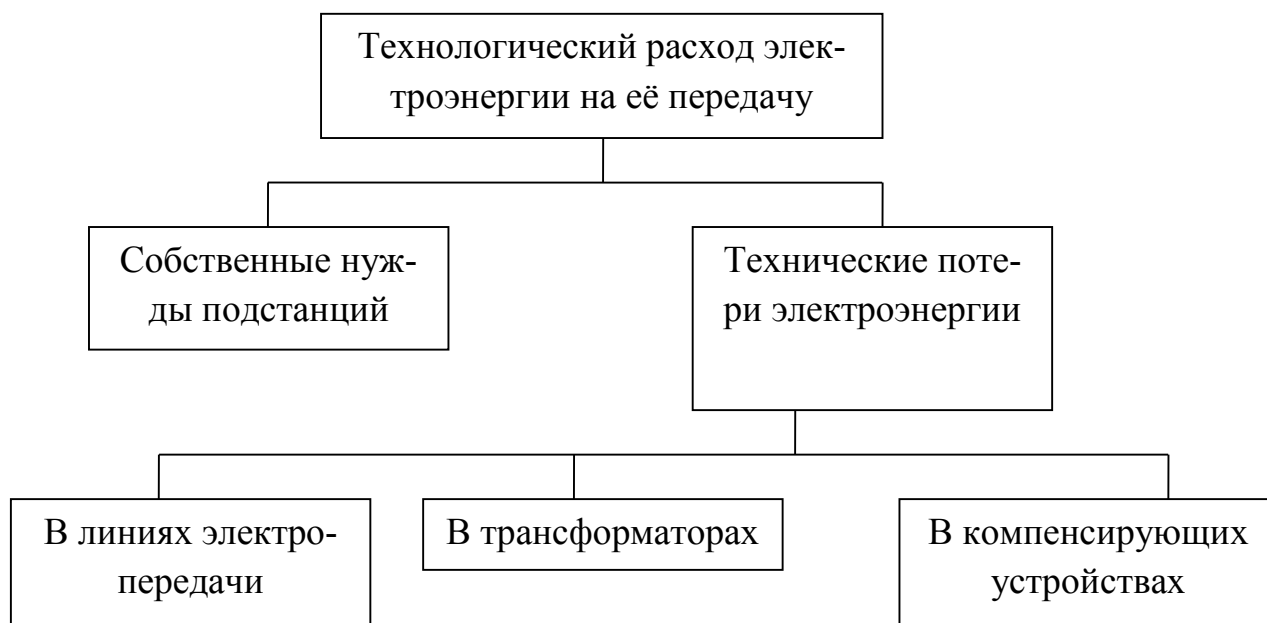 Технологический расход элек-
троэнергии на её передачу
Собственные нуж-
ды подстанций
Технические поте-
ри электроэнергии
В линиях электро-
передачи
В трансформаторах
В компенсирующих
устройствах